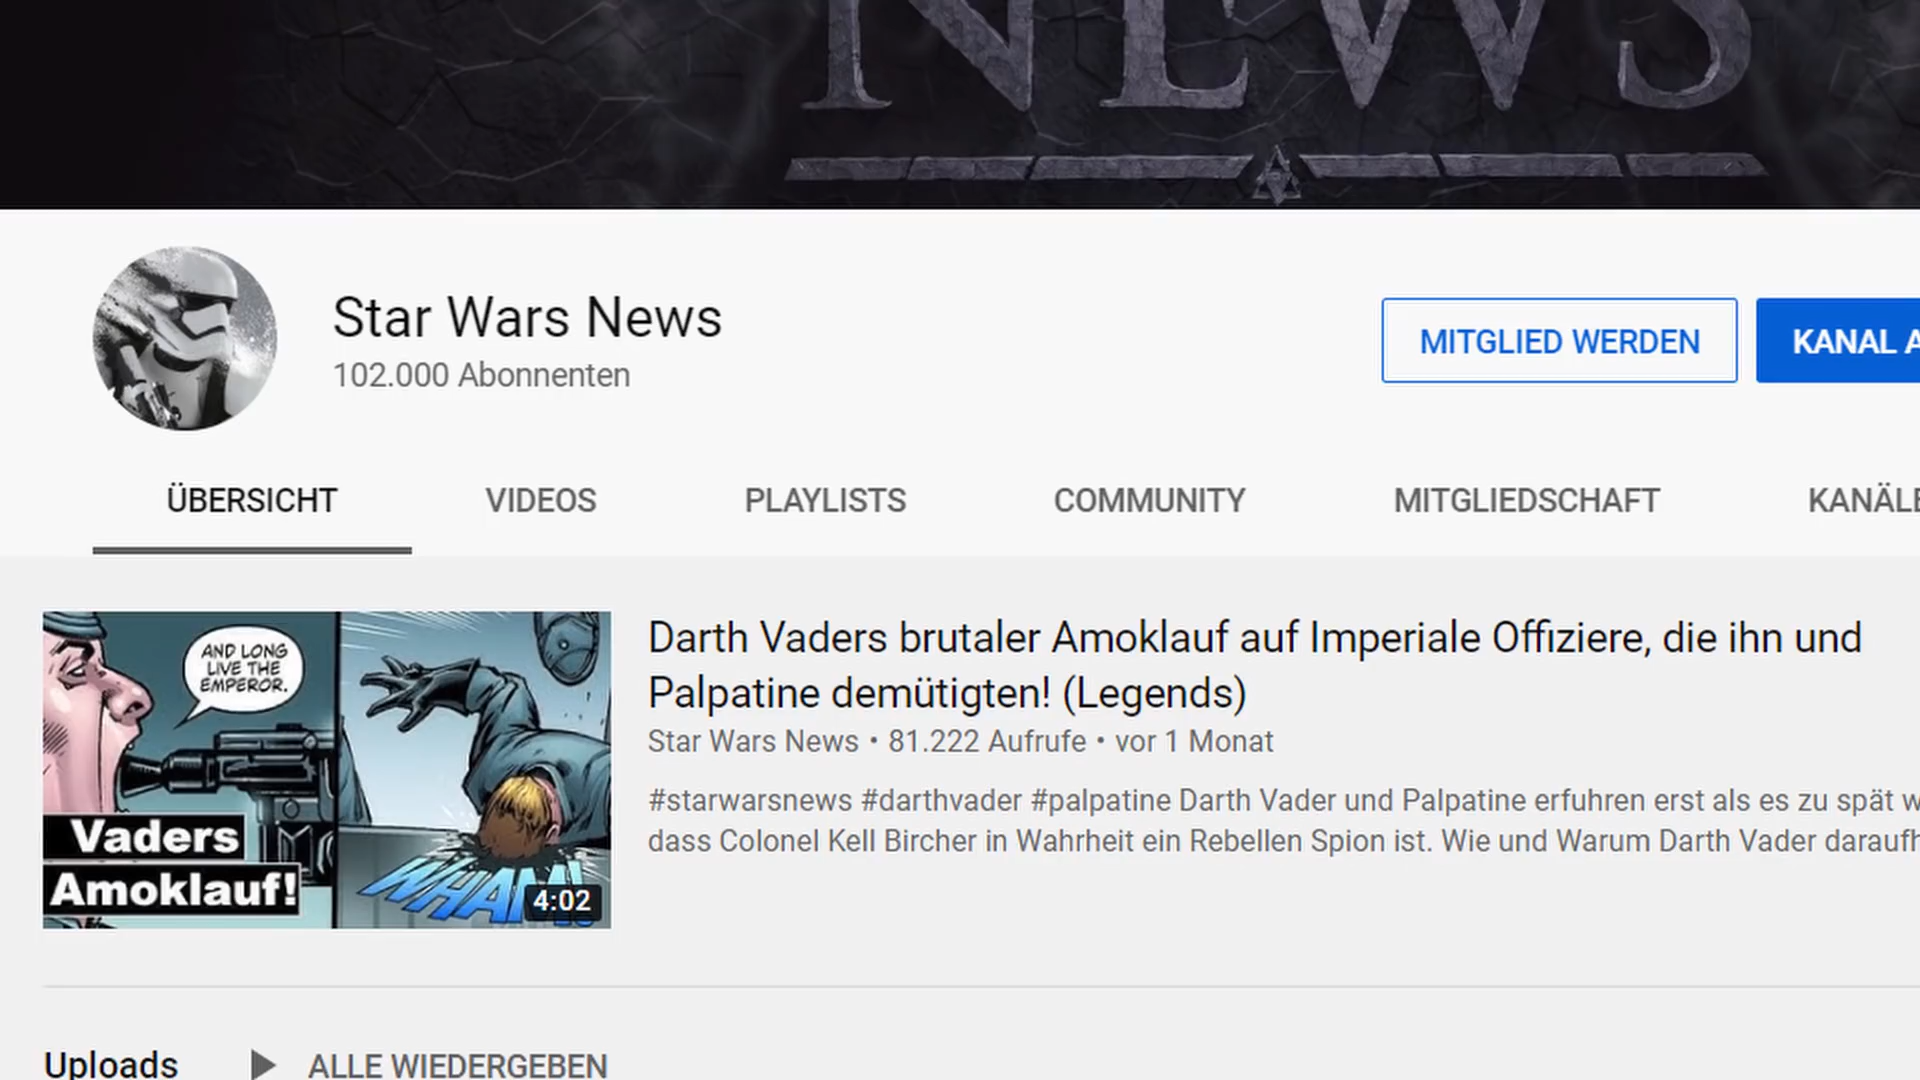 NEWS
Star Wars News
102.000 Abonnenten
MITGLIED WERDEN
KANAL A
ÜBERSICHT
VIDEOS
PLAYLISTS
COMMUNITY
MITGLIEDSCHAFT
KANÄLE
AND LONG
LIVE THE
EMPEROR.
Vaders
Amoklauf!
WHAM!
4:02
Darth Vaders brutaler Amoklauf auf Imperiale Offiziere, die ihn und
Palpatine demütigten! (Legends)
Star Wars News • 81.222 Aufrufe • vor 1 Monat
#starwarsnews #darthvader #palpatine Darth Vader und Palpatine erfuhren erst als es zu spät w
dass Colonel Kell Bircher in Wahrheit ein Rebellen Spion ist. Wie und Warum Darth Vader daraufh
Uploads
ALLE WIEDERGEBEN